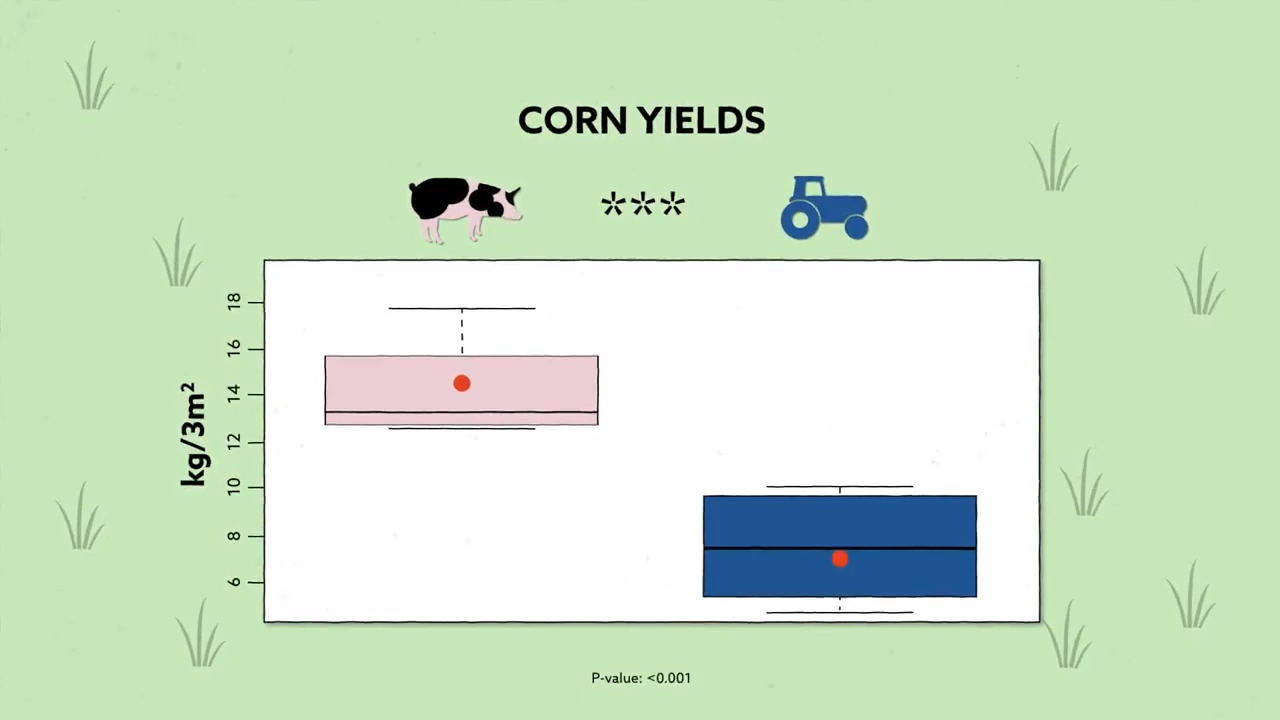 CORN YIELDS
***
kg/3m²
18
16
14
12
10
8
6
P-value: <0.001